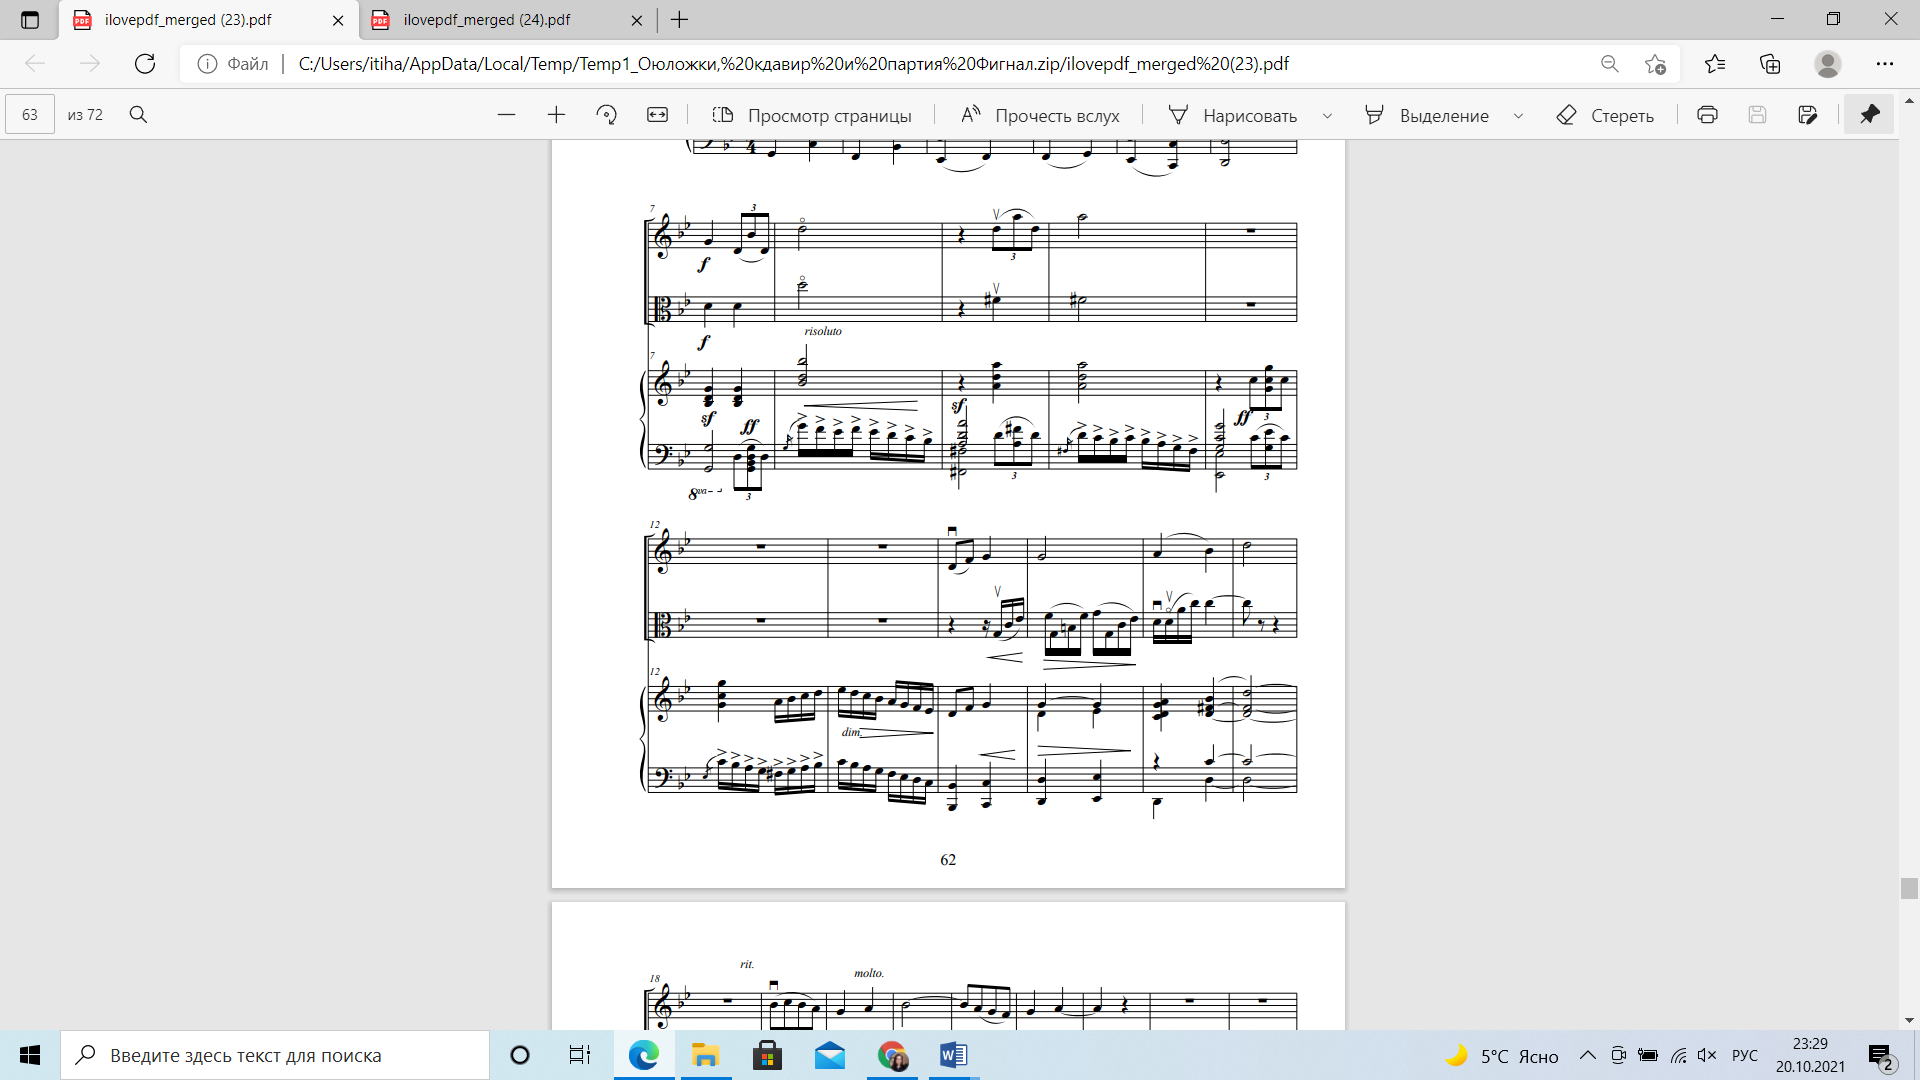 ilovepdf_merged (23).pdf
ilovepdf_merged (24).pdf
Файл
C:/Users/itiha/AppData/Local/Temp/Temp1_Оюложки,%20кдавир%20и%20партия%20Фигнал.zip/ilovepdf_merged%20(23).pdf
63 из 72
Просмотр страницы
Прочесть вслух
Нарисовать
Выделение
Стереть
4
7
3
f
3
f
risoluto
7
sf
ff
sf
ff
3
3
8va
3
3
12
12
dim.
62
rit.
molto.
18
Введите здесь текст для поиска
5°C Ясно
РУС
23:29
20.10.2021
2